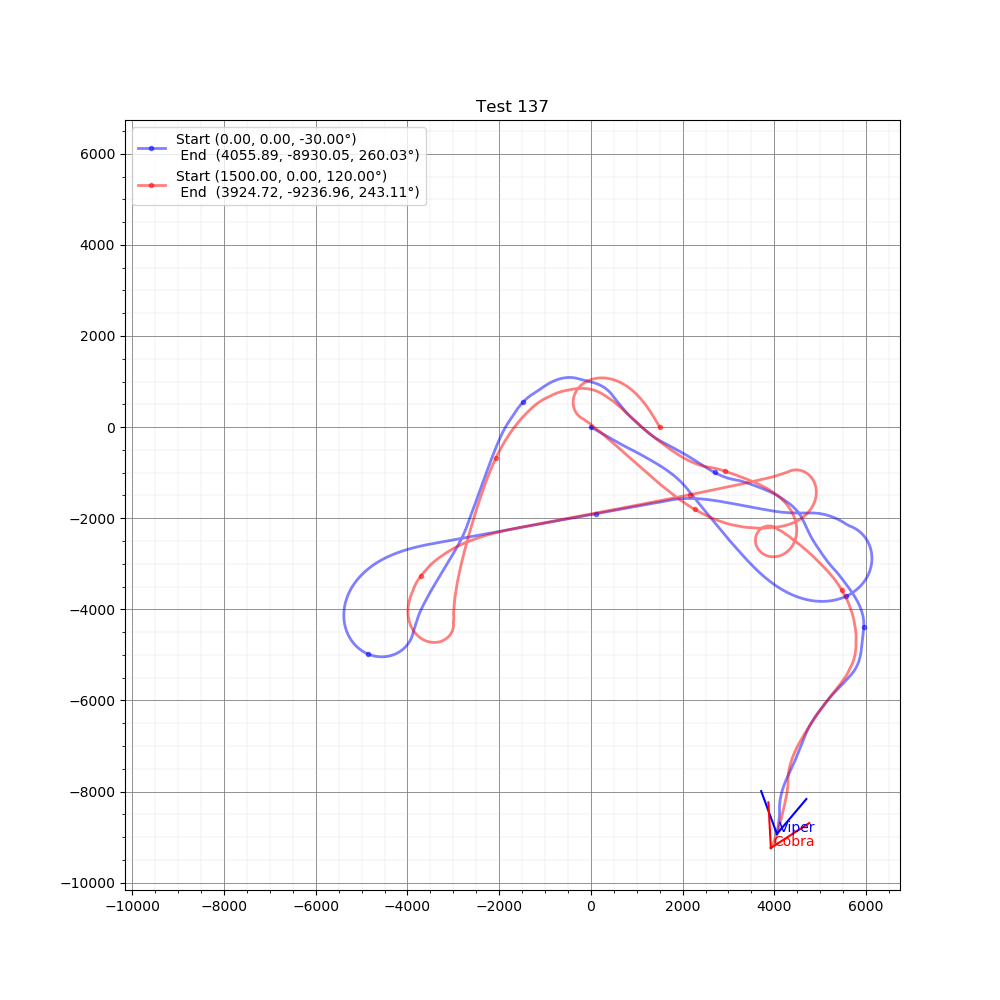 Test 137
Start (0.00, 0.00, -30.00°)
End (4055.89, -8930.05, 260.03°)
Start (1500.00, 0.00, 120.00°)
End (3924.72, -9236.96, 243.11°)
6000
4000
2000
0
−2000
−4000
−6000
−8000
−10000
Viper
Cobra
−10000 −8000 −6000 −4000 −2000 0 2000 4000 6000